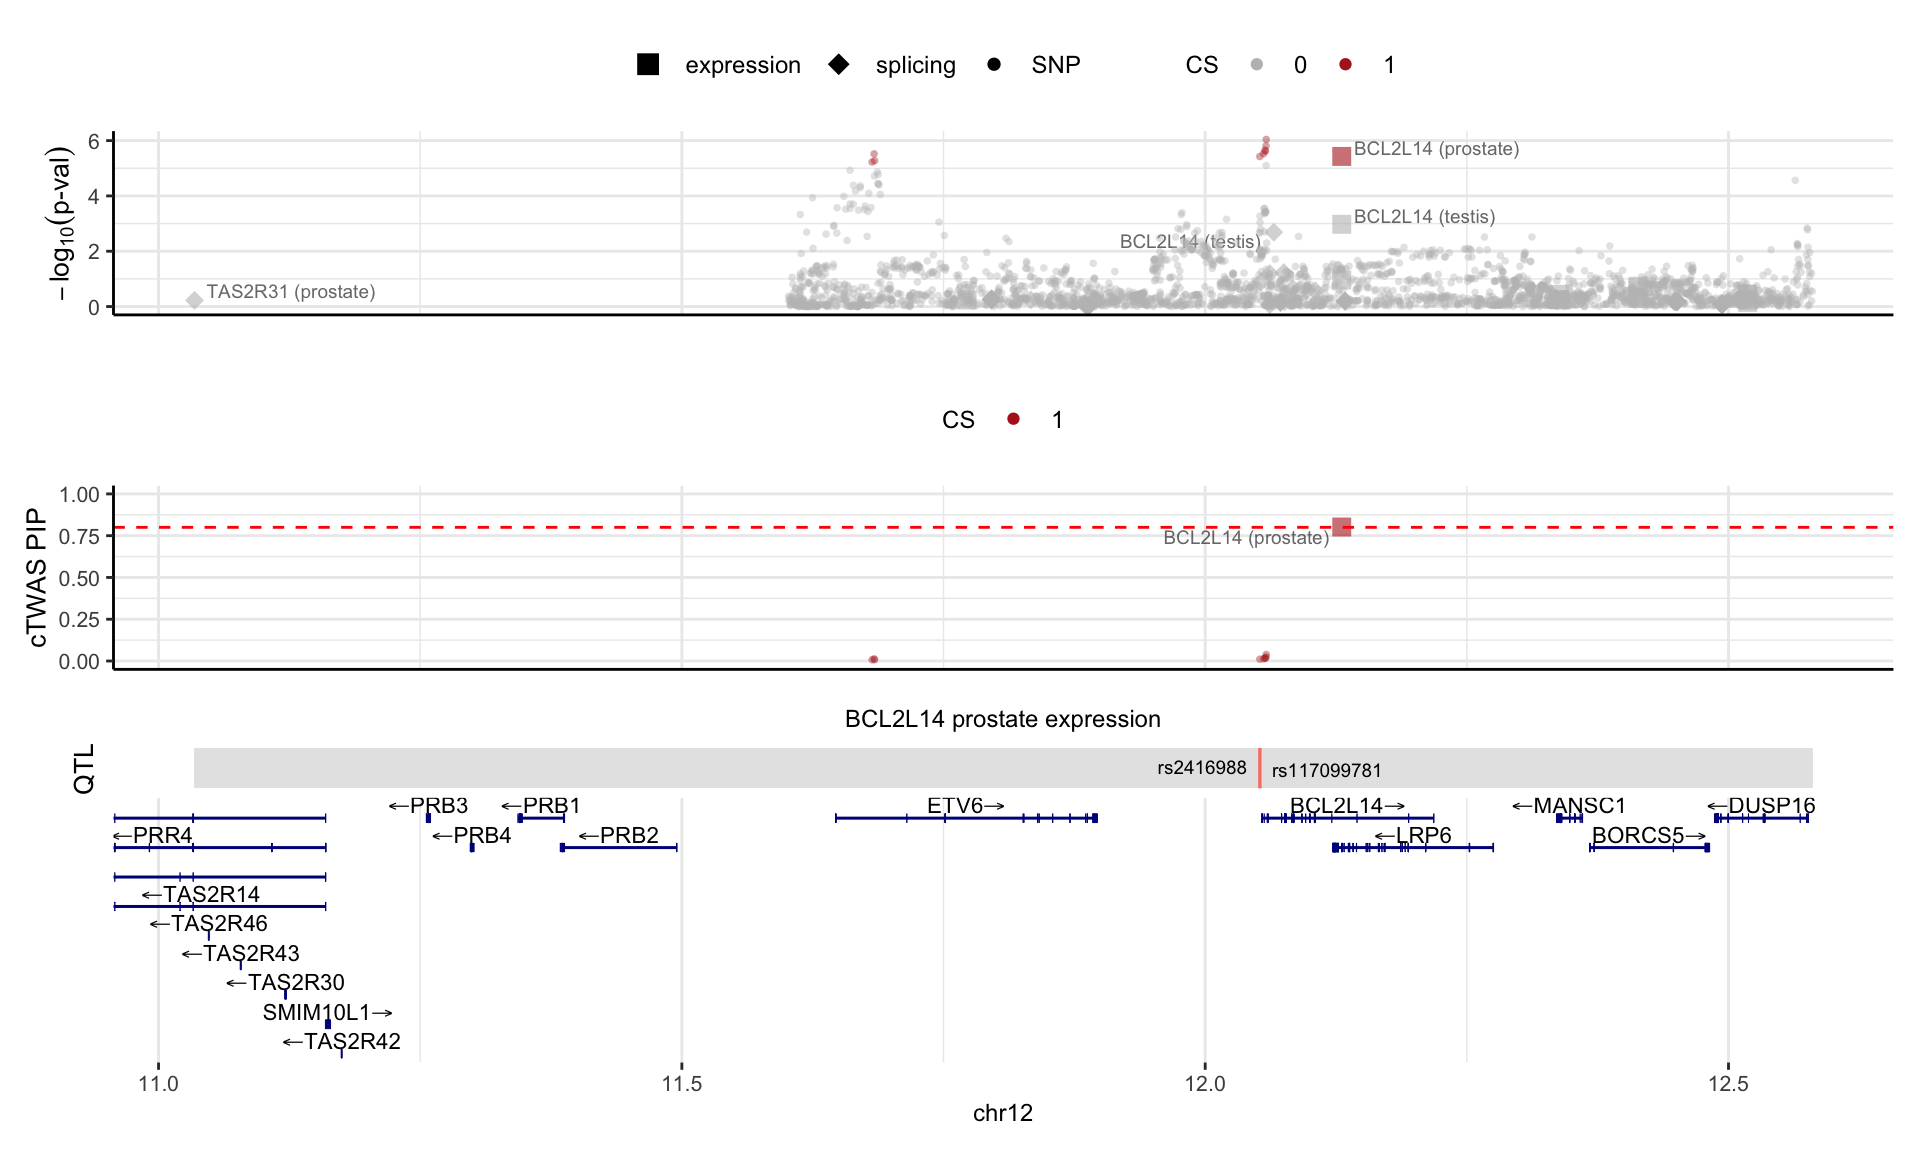 expression splicing SNP CS 0 1
−log10(p-val)
6
4
2
0
BCL2L14 (prostate)
BCL2L14 (testis)
BCL2L14 (testis)
TAS2R31 (prostate)
CS 1
cTWAS PIP
1.00
0.75
0.50
0.25
0.00
BCL2L14 (prostate)
BCL2L14 prostate expression
QTL
rs2416988 rs117099781
←PRB3 ←PRB1 ETV6→ BCL2L14→ ←MANSC1 ←DUSP16
←PRR4 ←PRB4 ←PRB2 ←LRP6 BORCS5→
←TAS2R14
←TAS2R46
←TAS2R43
←TAS2R30
SMIM10L1→
←TAS2R42
11.0 11.5 12.0 12.5
chr12